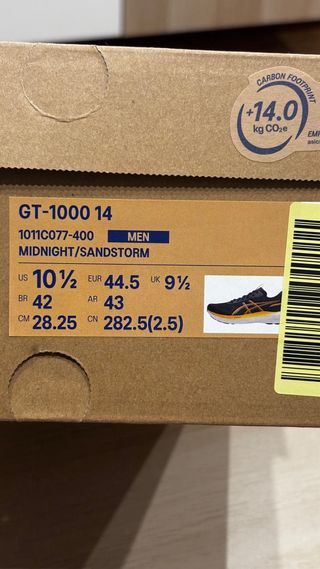 CARBON FOOTPRINT
+14.0
kg CO₂e
asics
GT-1000 14
1011C077-400 MEN
MIDNIGHT/SANDSTORM
US 10½ EUR 44.5 UK 9½
BR 42 AR 43
CM 28.25 CN 282.5(2.5)